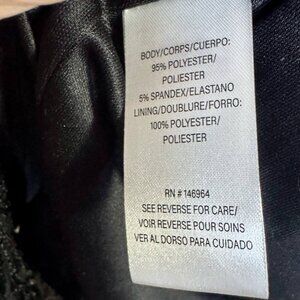 BODY/CORPS/CUERPO:
95% POLYESTER/
POLIESTER
5% SPANDEX/ELASTANO
LINING/DOUBLURE/FORRO:
100% POLYESTER/
POLIESTER
RN # 146964
SEE REVERSE FOR CARE/
VOIR REVERSE POUR SOINS
VER AL DORSO PARA CUIDADO